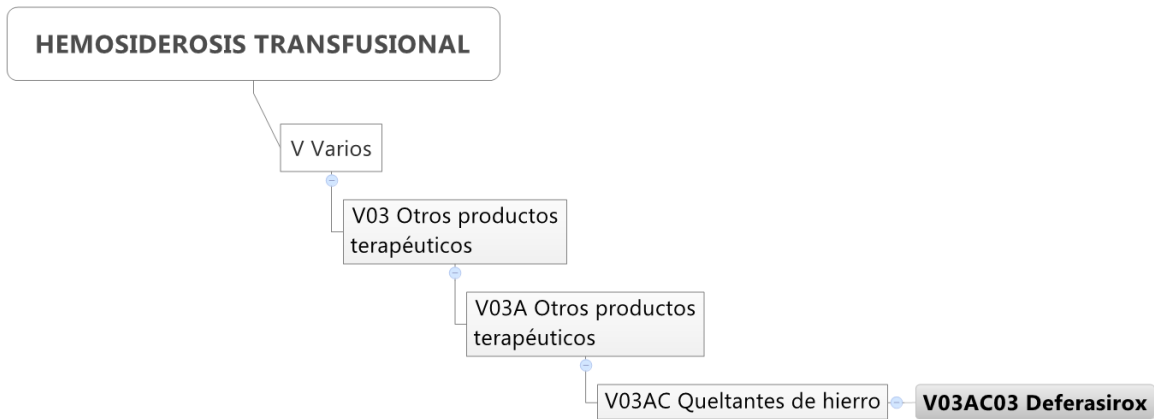 HEMOSIDEROSIS TRANSFUSIONAL
V Varios
V03 Otros productos
terapéuticos
V03A Otros productos
terapéuticos
V03AC Queltantes de hierro
V03AC03 Deferasirox